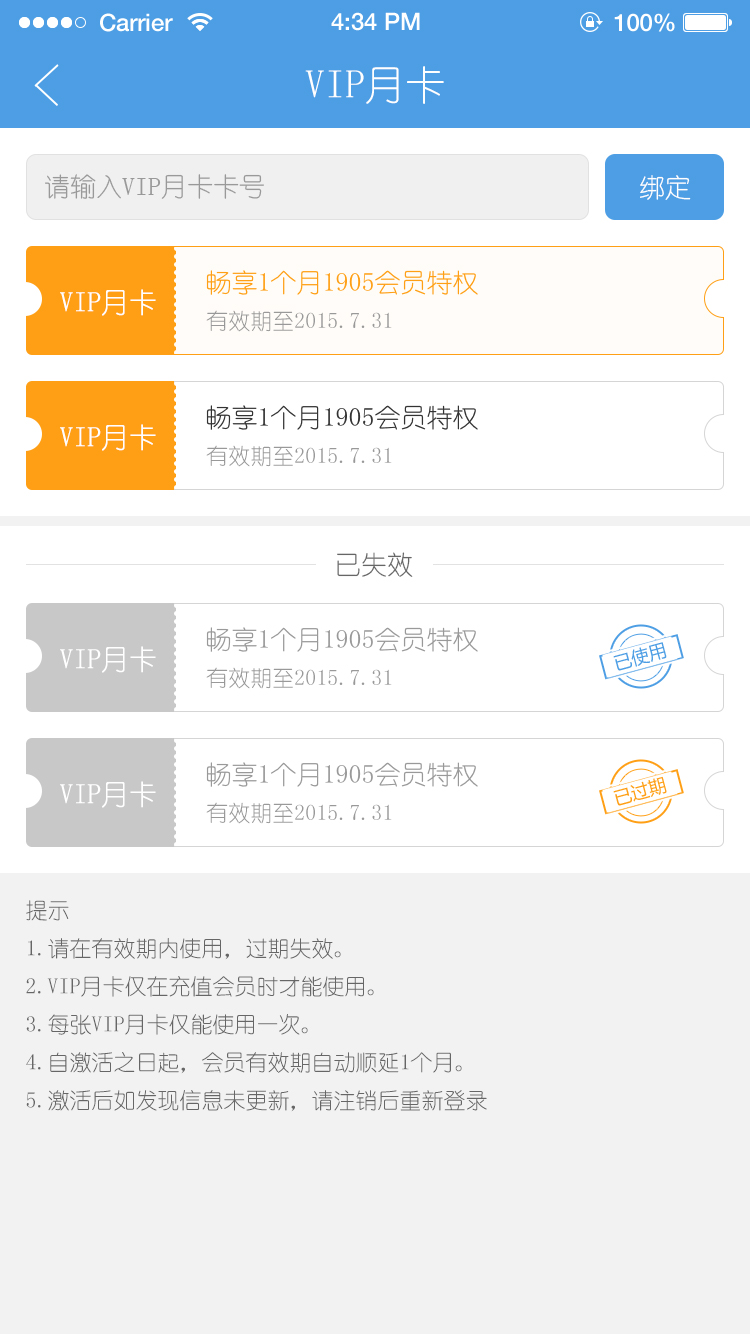 Carrier 4:34 PM 100%
VIP月卡
请输入VIP月卡卡号 绑定
VIP月卡
畅享1个月1905会员特权
有效期至2015.7.31
VIP月卡
畅享1个月1905会员特权
有效期至2015.7.31
已失效
VIP月卡
畅享1个月1905会员特权
有效期至2015.7.31
已使用
VIP月卡
畅享1个月1905会员特权
有效期至2015.7.31
已过期
提示
1.请在有效期内使用，过期失效。
2.VIP月卡仅在充值会员时才能使用。
3.每张VIP月卡仅能使用一次。
4.自激活之日起，会员有效期自动顺延1个月。
5.激活后如发现信息未更新，请注销后重新登录